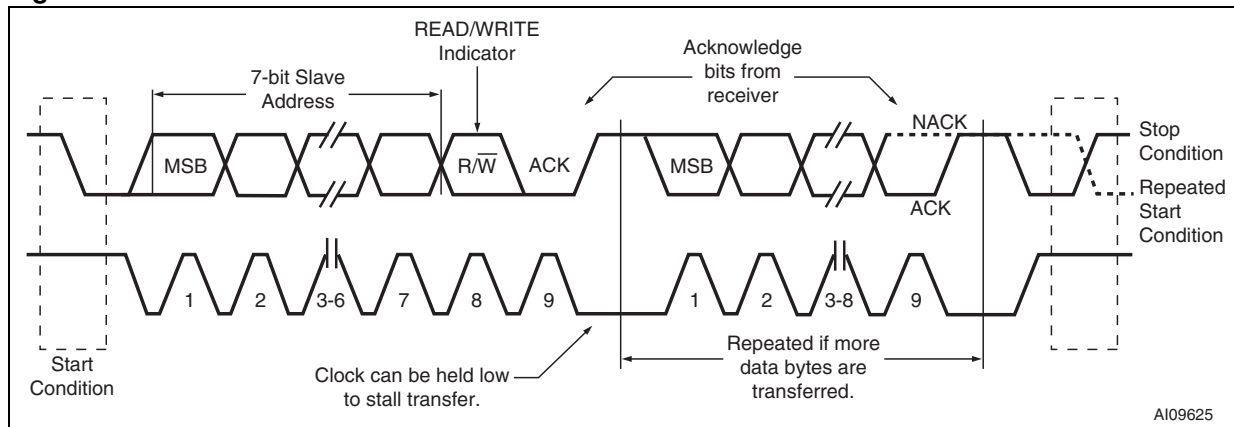 READ/WRITE
Indicator
Acknowledge
bits from
receiver
7-bit Slave
Address
NACK
Stop
Condition
MSB
R/W̅
ACK
MSB
ACK
Repeated
Start
Condition
1
2
3-6
7
8
9
1
2
3-8
9
Start
Condition
Clock can be held low
to stall transfer.
Repeated if more
data bytes are
transferred.
AI09625